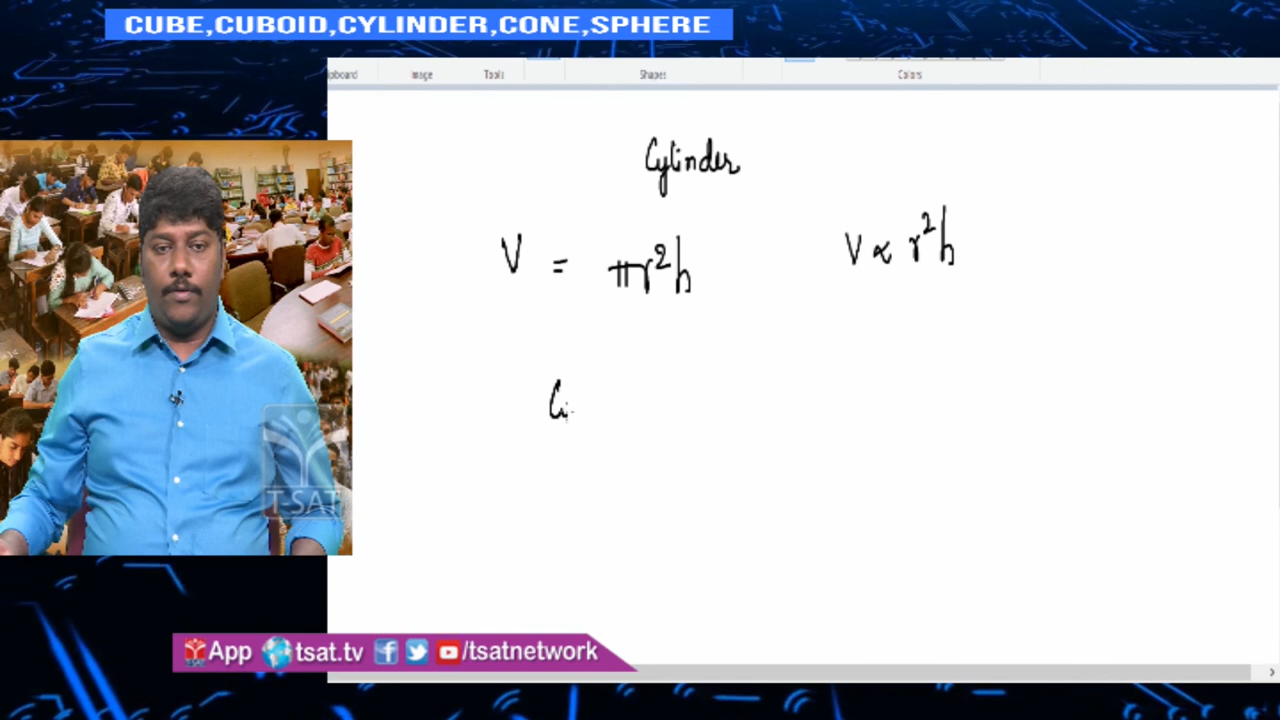 CUBE,CUBOID,CYLINDER,CONE,SPHERE
Image Tools Shapes Colors
Cylinder
V = πr²h
V ∝ r²h
T-SAT
App tsat.tv /tsatnetwork